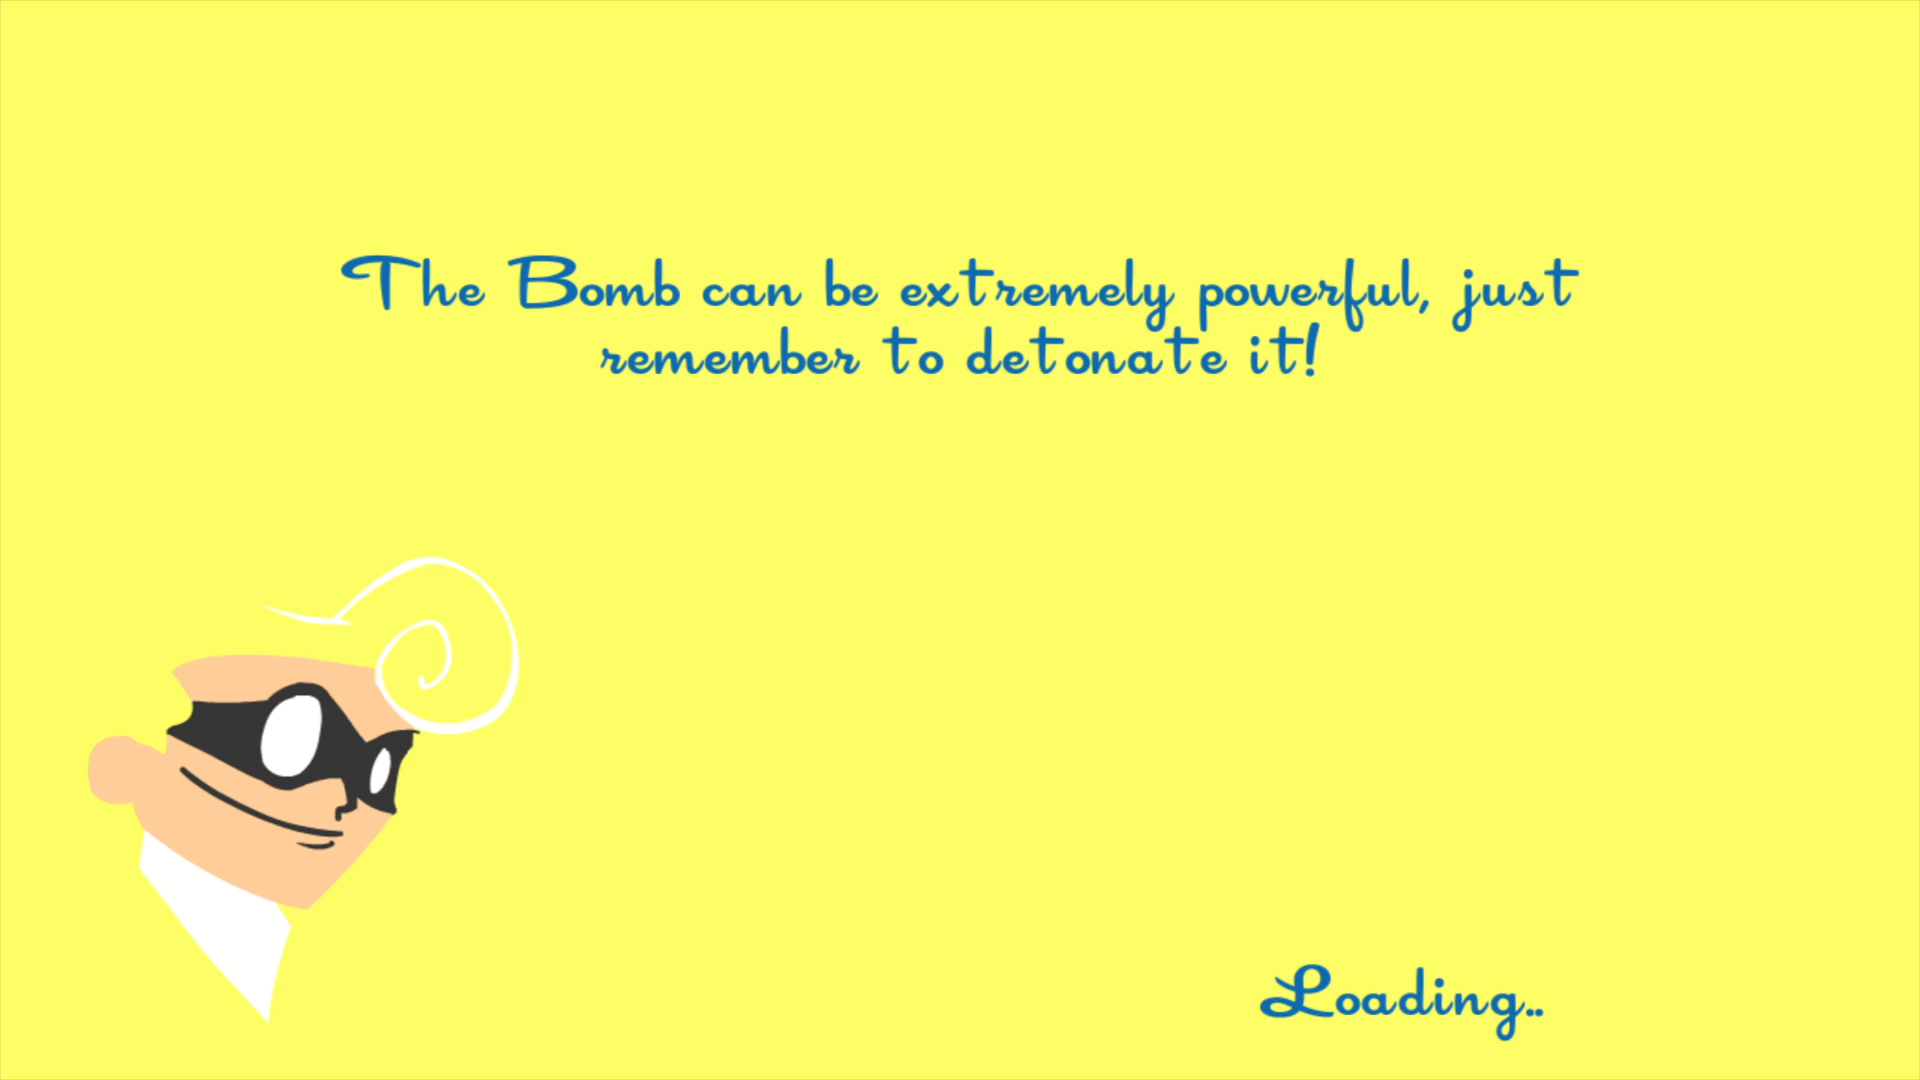 The Bomb can be extremely powerful, just
remember to detonate it!
Loading..